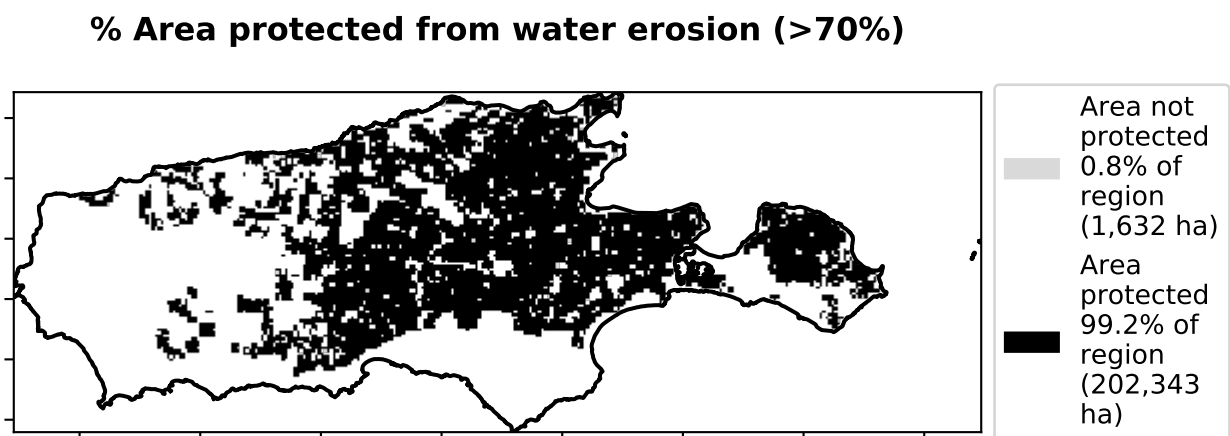 % Area protected from water erosion (>70%)
Area not
protected
0.8% of
region
(1,632 ha)
Area
protected
99.2% of
region
(202,343
ha)